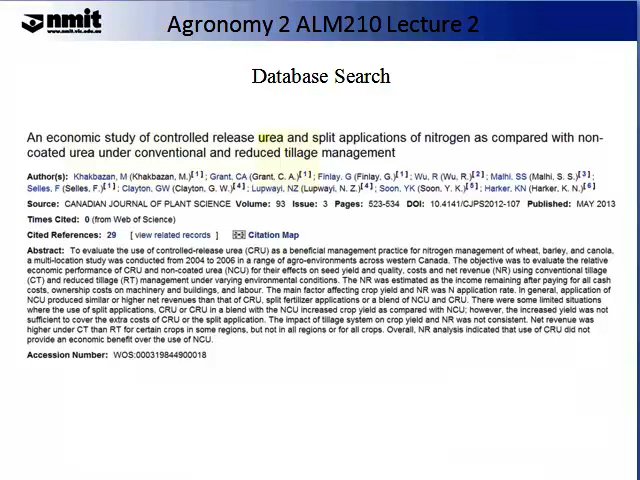 nmit
www.nmit.vic.edu.au
Agronomy 2 ALM210 Lecture 2
Database Search
An economic study of controlled release urea and split applications of nitrogen as compared with non-
coated urea under conventional and reduced tillage management
Author(s): Khakbazan, M (Khakbazan, M.)[ 1 ] ; Grant, CA (Grant, C. A.)[ 1 ] ; Finlay, G (Finlay, G.)[ 1 ] ; Wu, R (Wu, R.)[ 2 ] ; Malhi, SS (Malhi, S. S.)[ 3 ] ;
Selles, F (Selles, F.)[ 1 ] ; Clayton, GW (Clayton, G. W.)[ 4 ] ; Lupwayi, NZ (Lupwayi, N. Z.)[ 4 ] ; Soon, YK (Soon, Y. K.)[ 5 ] ; Harker, KN (Harker, K. N.)[ 6 ]
Source: CANADIAN JOURNAL OF PLANT SCIENCE Volume: 93 Issue: 3 Pages: 523-534 DOI: 10.4141/CJPS2012-107 Published: MAY 2013
Times Cited: 0 (from Web of Science)
Cited References: 29 [ view related records ] Citation Map
Abstract: To evaluate the use of controlled-release urea (CRU) as a beneficial management practice for nitrogen management of wheat, barley, and canola,
a multi-location study was conducted from 2004 to 2006 in a range of agro-environments across western Canada. The objective was to evaluate the relative
economic performance of CRU and non-coated urea (NCU) for their effects on seed yield and quality, costs and net revenue (NR) using conventional tillage
(CT) and reduced tillage (RT) management under varying environmental conditions. The NR was estimated as the income remaining after paying for all cash
costs, ownership costs on machinery and buildings, and labour. The main factor affecting crop yield and NR was N application rate. In general, application of
NCU produced similar or higher net revenues than that of CRU, split fertilizer applications or a blend of NCU and CRU. There were some limited situations
where the use of split applications, CRU or CRU in a blend with the NCU increased crop yield as compared with NCU; however, the increased yield was not
sufficient to cover the extra costs of CRU or the split application. The impact of tillage system on crop yield and NR was not consistent. Net revenue was
higher under CT than RT for certain crops in some regions, but not in all regions or for all crops. Overall, NR analysis indicated that use of CRU did not
provide an economic benefit over the use of NCU.
Accession Number: WOS:000319844900018